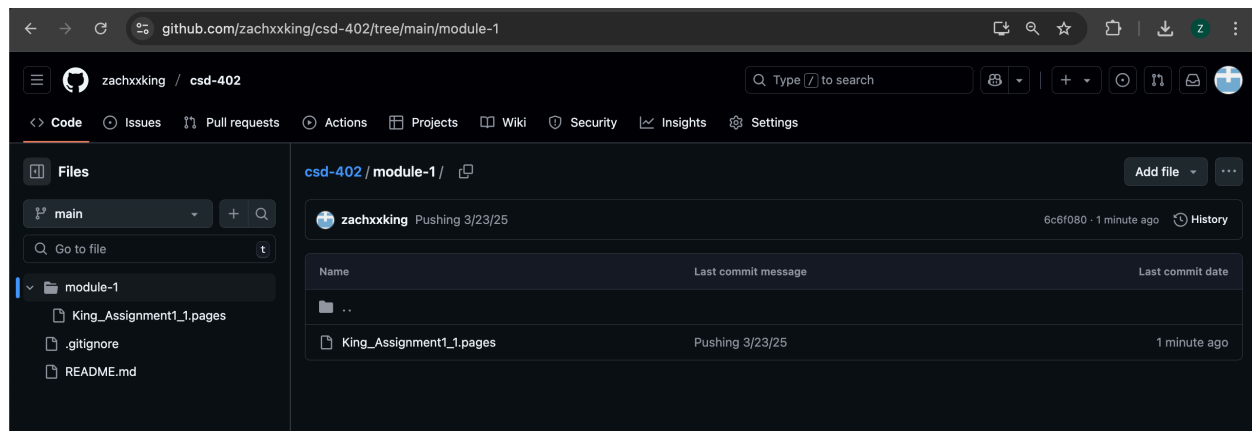 github.com/zachxxking/csd-402/tree/main/module-1
Z
zachxxking / csd-402
Type / to search
Code Issues Pull requests Actions Projects Wiki Security Insights Settings
Files
csd-402 / module-1 /
Add file
main
zachxxking Pushing 3/23/25
6c6f080 · 1 minute ago History
Go to file
t
Name Last commit message Last commit date
module-1
..
King_Assignment1_1.pages
King_Assignment1_1.pages Pushing 3/23/25 1 minute ago
.gitignore
README.md